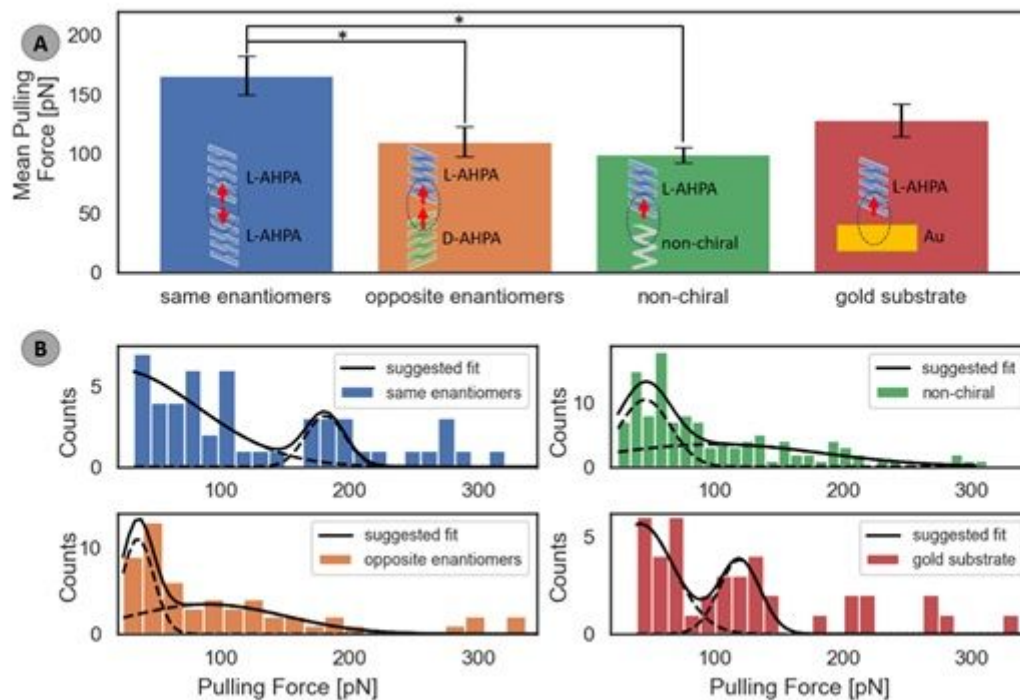 A
Mean Pulling
Force [pN]
200
150
100
50
0
*
*
L-AHPA
L-AHPA
L-AHPA
D-AHPA
L-AHPA
non-chiral
L-AHPA
Au
same enantiomers
opposite enantiomers
non-chiral
gold substrate
B
Counts
5
0
suggested fit
same enantiomers
100
200
300
Counts
10
0
suggested fit
non-chiral
100
200
300
Counts
10
0
suggested fit
opposite enantiomers
100
200
300
Pulling Force [pN]
Counts
5
0
suggested fit
gold substrate
100
200
300
Pulling Force [pN]